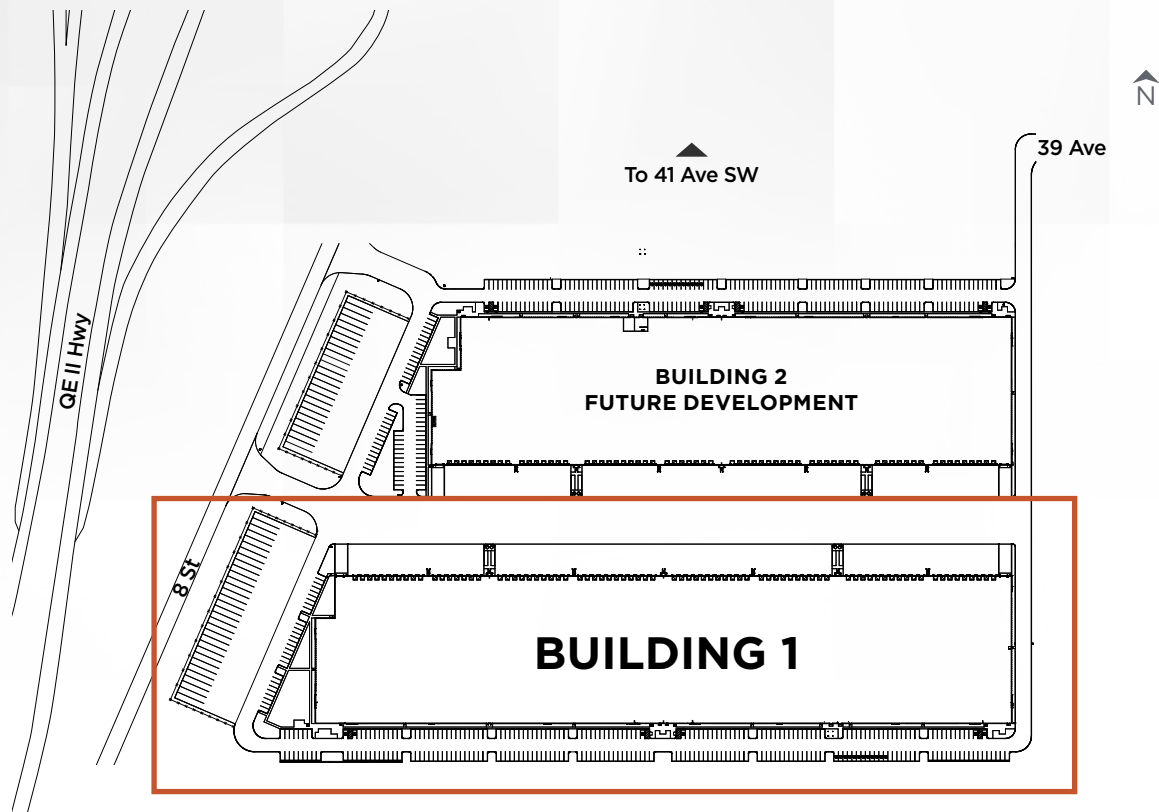 N
39 Ave
To 41 Ave SW
QE II Hwy
BUILDING 2
FUTURE DEVELOPMENT
8 St
BUILDING 1